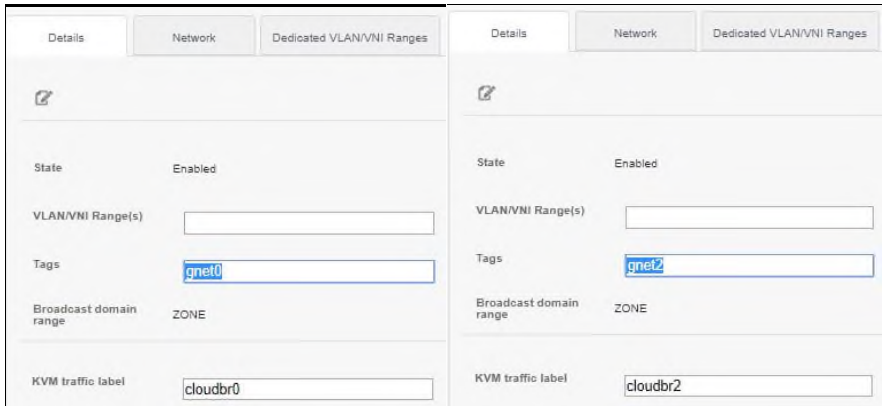 Details Network Dedicated VLAN/VNI Ranges
State Enabled
VLAN/VNI Range(s)
Tags gnet0
Broadcast domain
range ZONE
KVM traffic label cloudbr0
Details Network Dedicated VLAN/VNI Ranges
State Enabled
VLAN/VNI Range(s)
Tags gnet2
Broadcast domain
range ZONE
KVM traffic label cloudbr2